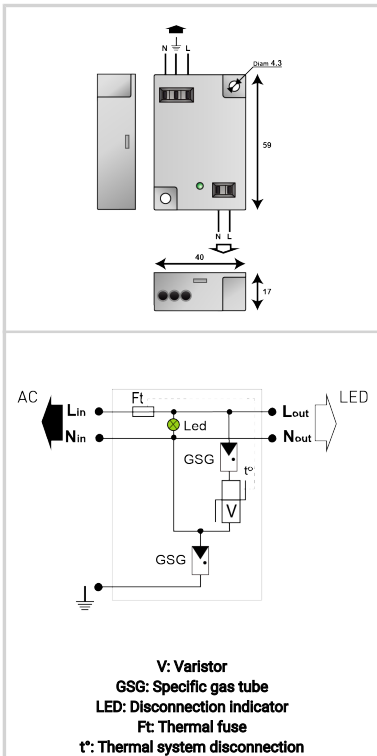 N L
Diam 4.3
59
N L
40
17
AC
Ft
LED
Lin
Lout
Led
Nin
Nout
GSG
t°
V
GSG
V: Varistor
GSG: Specific gas tube
LED: Disconnection indicator
Ft: Thermal fuse
t°: Thermal system disconnection